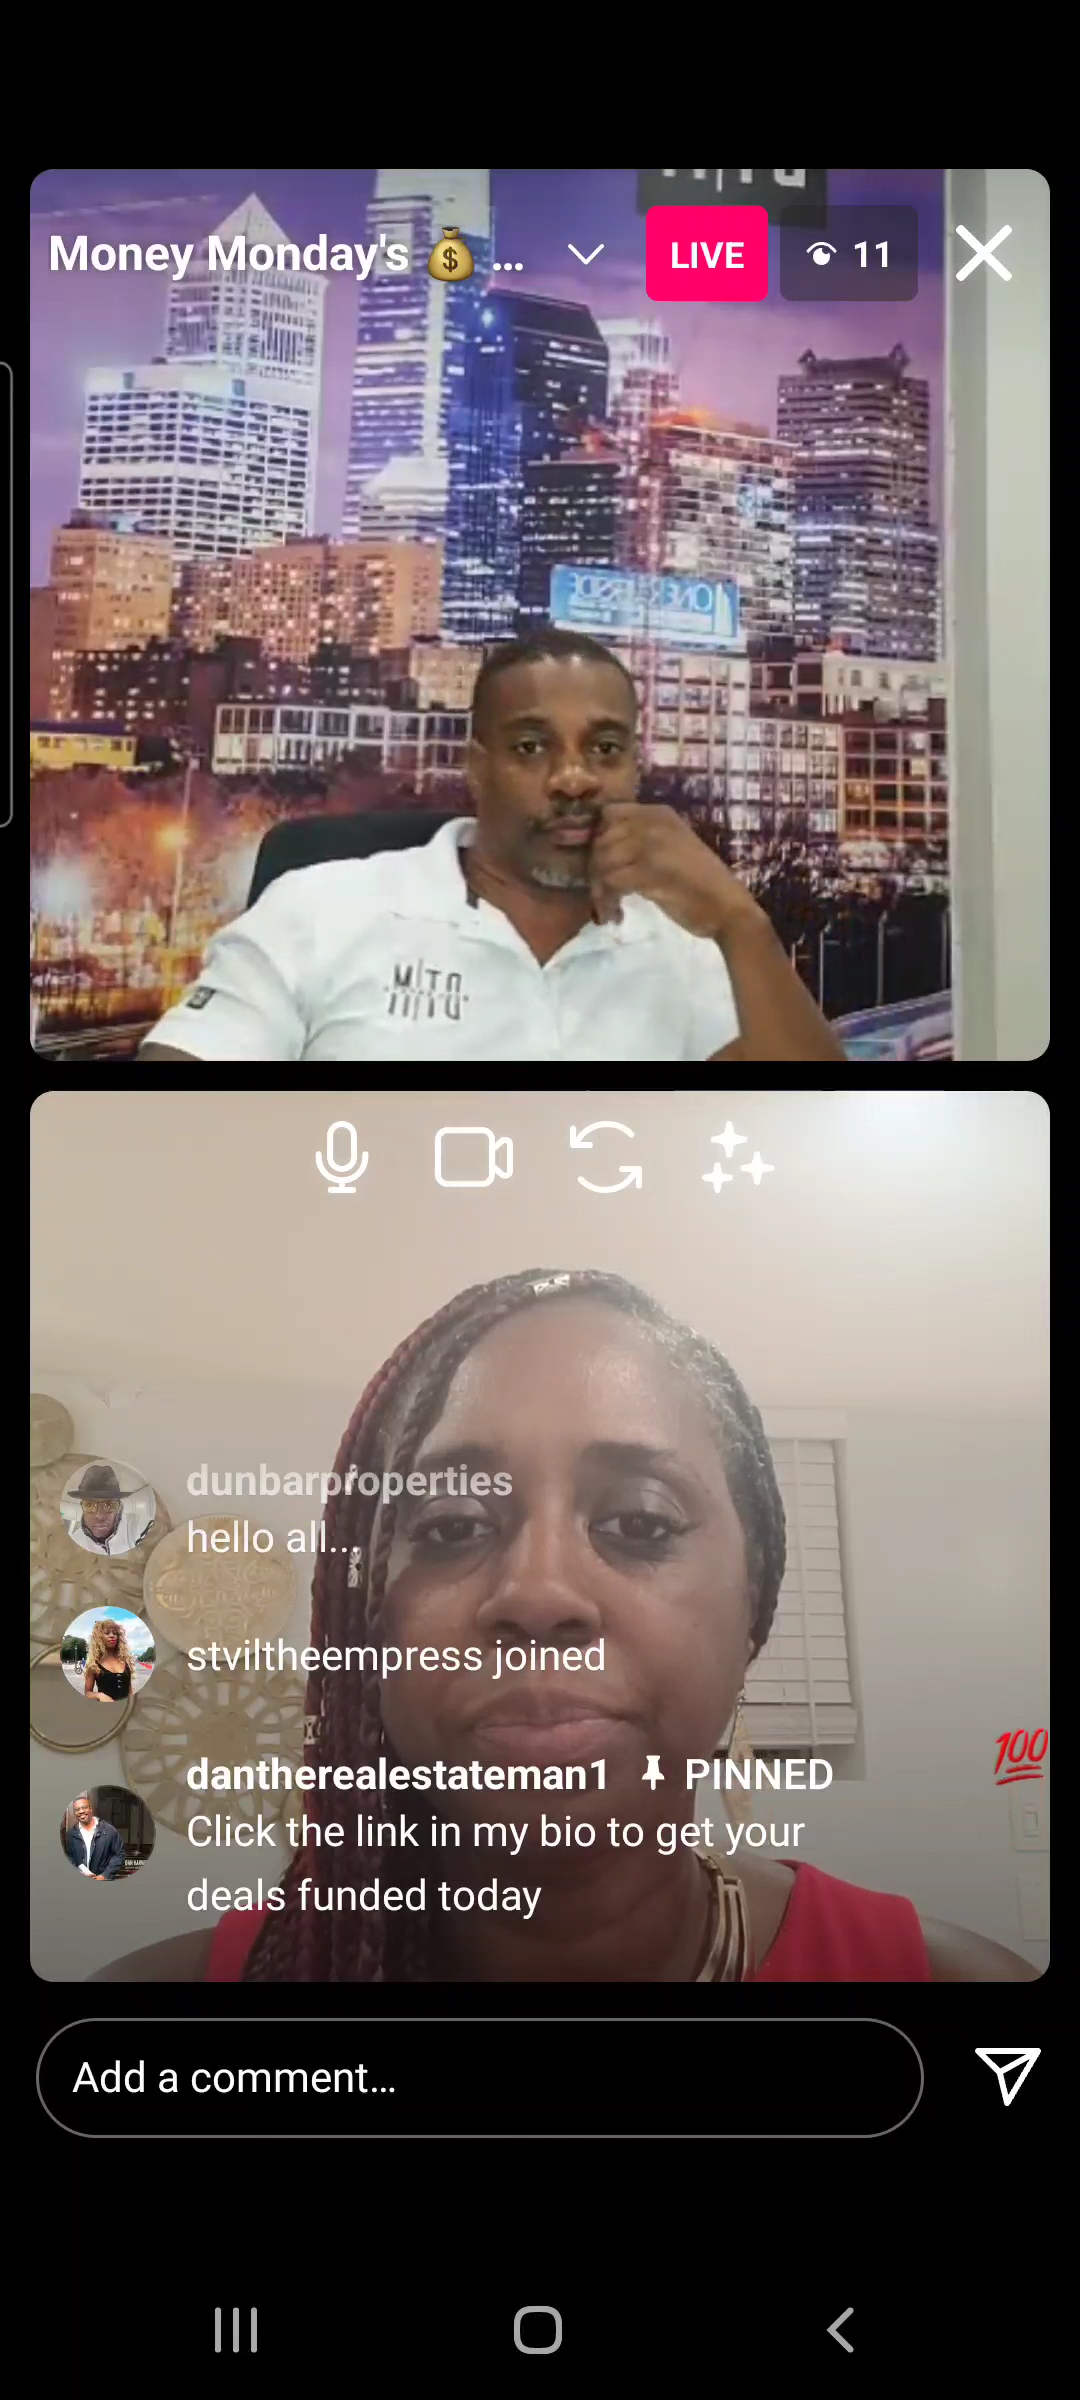 Money Monday's 💰 ...
LIVE
11
dunbarproperties
hello all...
stviltheempress joined
dantherealestateman1 PINNED
Click the link in my bio to get your
deals funded today
💯
Add a comment...